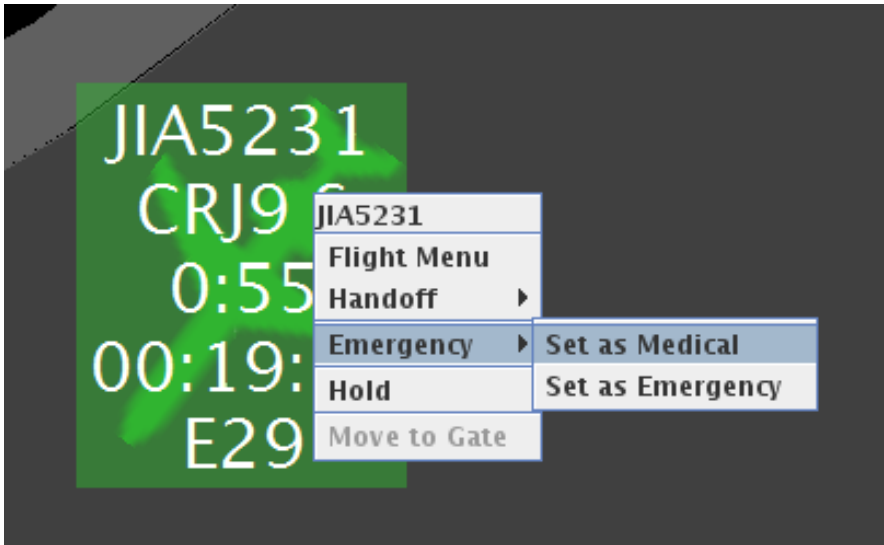 JIA5231
CRJ9
0:55
00:19:
E29
JIA5231
Flight Menu
Handoff
Emergency
Hold
Move to Gate
Set as Medical
Set as Emergency